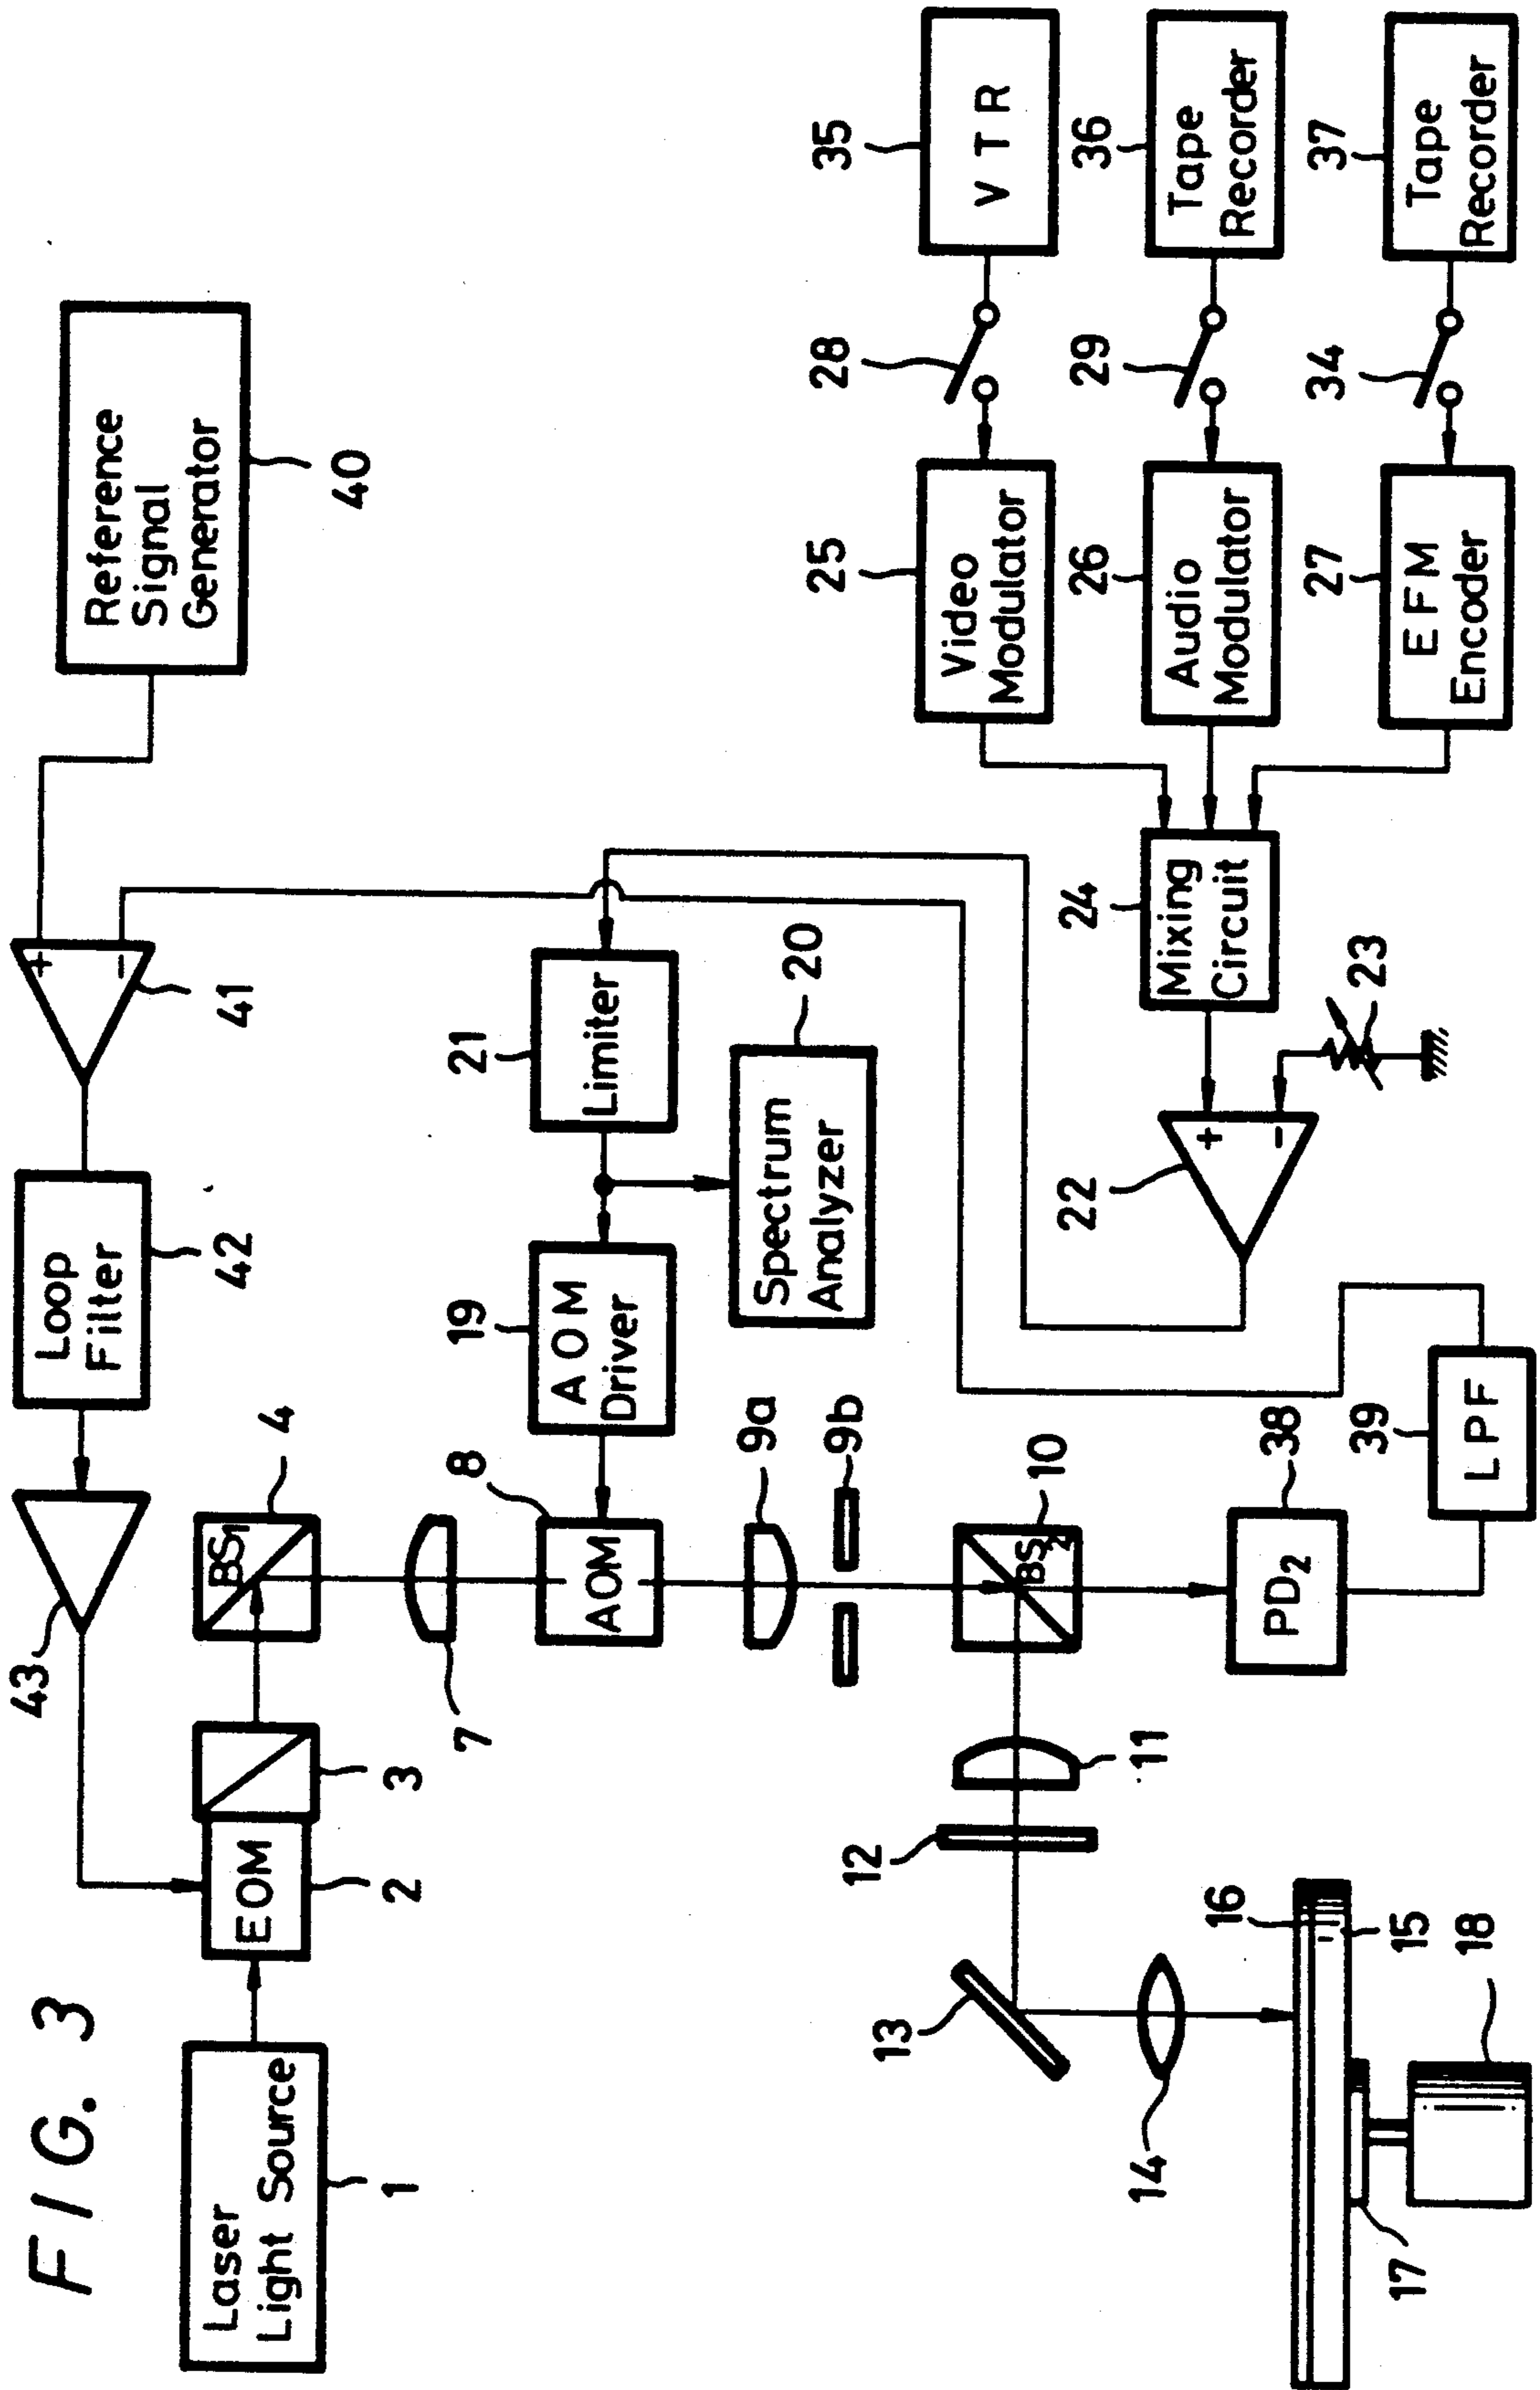 FIG. 3
Reference
Signal
Generator
40
+
-
41
Loop
Filter
42
43
Laser
Light Source
1
EOM
2
3
BS1
4
7
AOM
8
AOM
Driver
19
Limiter
21
Spectrum
Analyzer
20
9a
9b
BS2
10
11
12
13
14
16
15
17
18
PD2
38
LPF
39
+
-
22
23
Mixing
Circuit
24
Video
Modulator
25
Audio
Modulator
26
EFM
Encoder
27
28
29
34
VTR
35
Tape
Recorder
36
Tape
Recorder
37